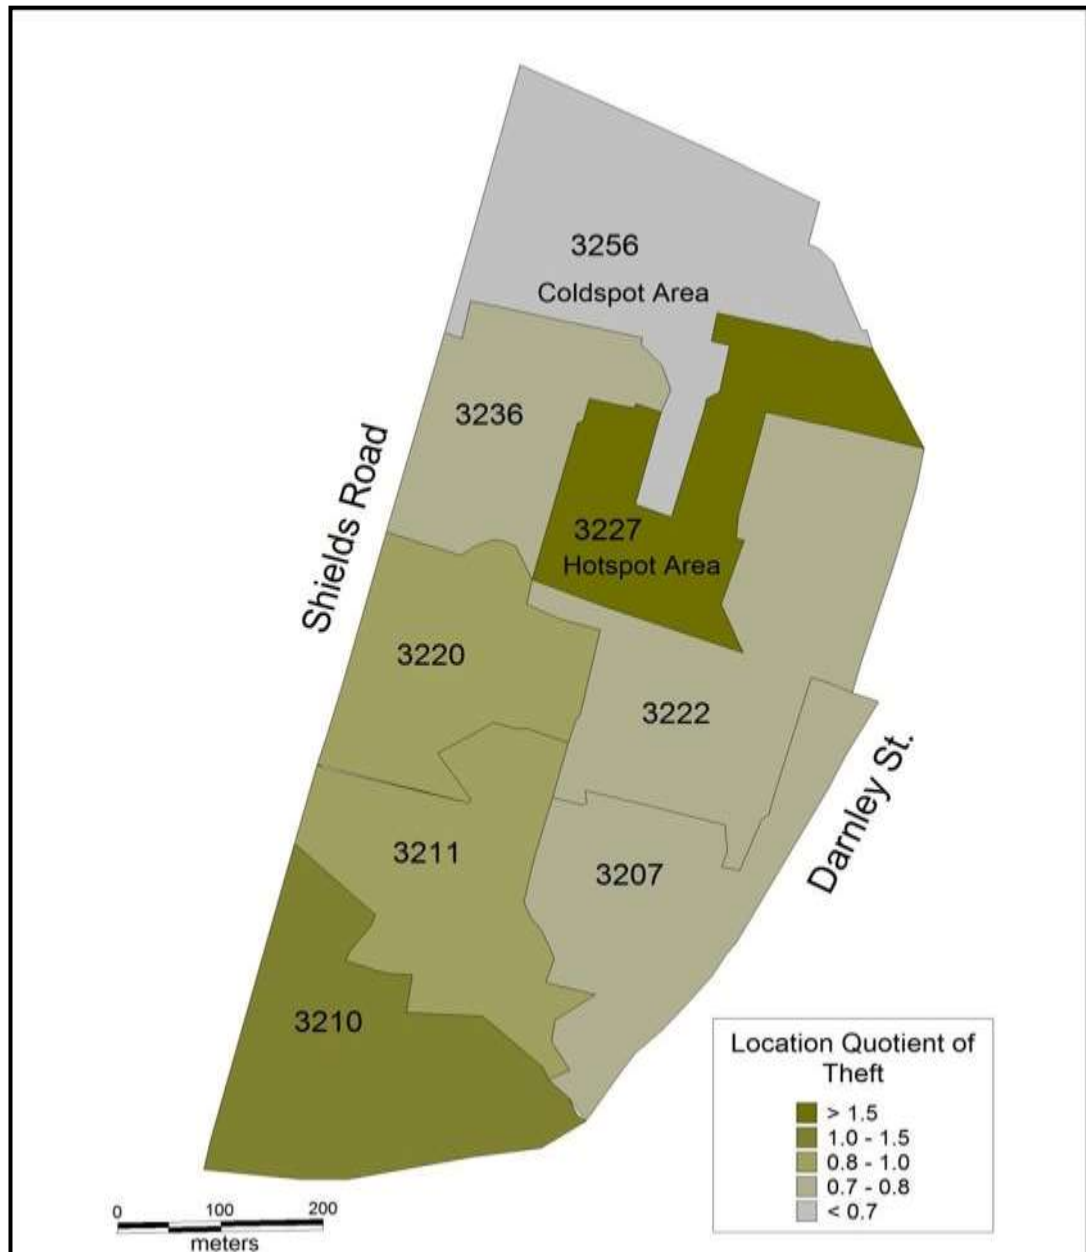 3256
Coldspot Area
3236
Shields Road
3227
Hotspot Area
3220
3222
Darnley St.
3211
3207
3210
Location Quotient of
Theft
> 1.5
1.0 - 1.5
0.8 - 1.0
0.7 - 0.8
< 0.7
0 100 200
meters